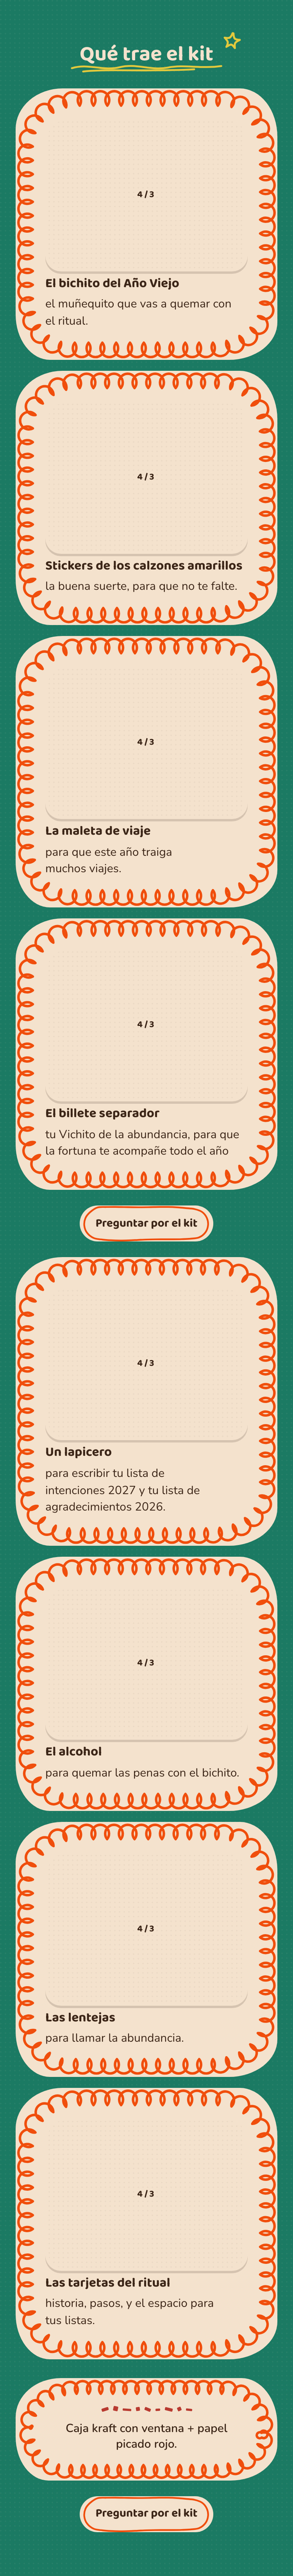 Qué trae el kit
4/3
El bichito del Año Viejo
el muñequito que vas a quemar con
el ritual.
4/3
Stickers de los calzones amarillos
la buena suerte, para que no te falte.
4/3
La maleta de viaje
para que este año traiga
muchos viajes.
4/3
El billete separador
tu Vichito de la abundancia, para que
la fortuna te acompañe todo el año
Preguntar por el kit
4/3
Un lapicero
para escribir tu lista de
intenciones 2027 y tu lista de
agradecimientos 2026.
4/3
El alcohol
para quemar las penas con el bichito.
4/3
Las lentejas
para llamar la abundancia.
4/3
Las tarjetas del ritual
historia, pasos, y el espacio para
tus listas.
Caja kraft con ventana + papel
picado rojo.
Preguntar por el kit